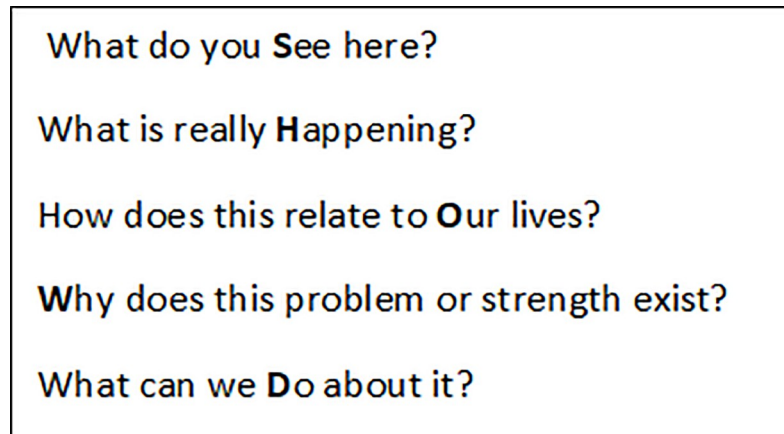 What do you See here?
What is really Happening?
How does this relate to Our lives?
Why does this problem or strength exist?
What can we Do about it?